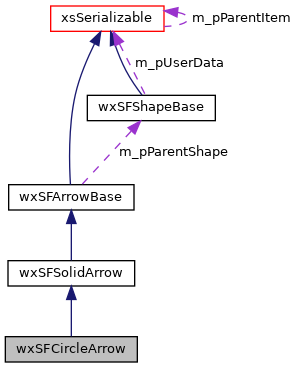 xsSerializable
m_pParentItem
m_pUserData
wxSFShapeBase
m_pParentShape
wxSFArrowBase
wxSFSolidArrow
wxSFCircleArrow